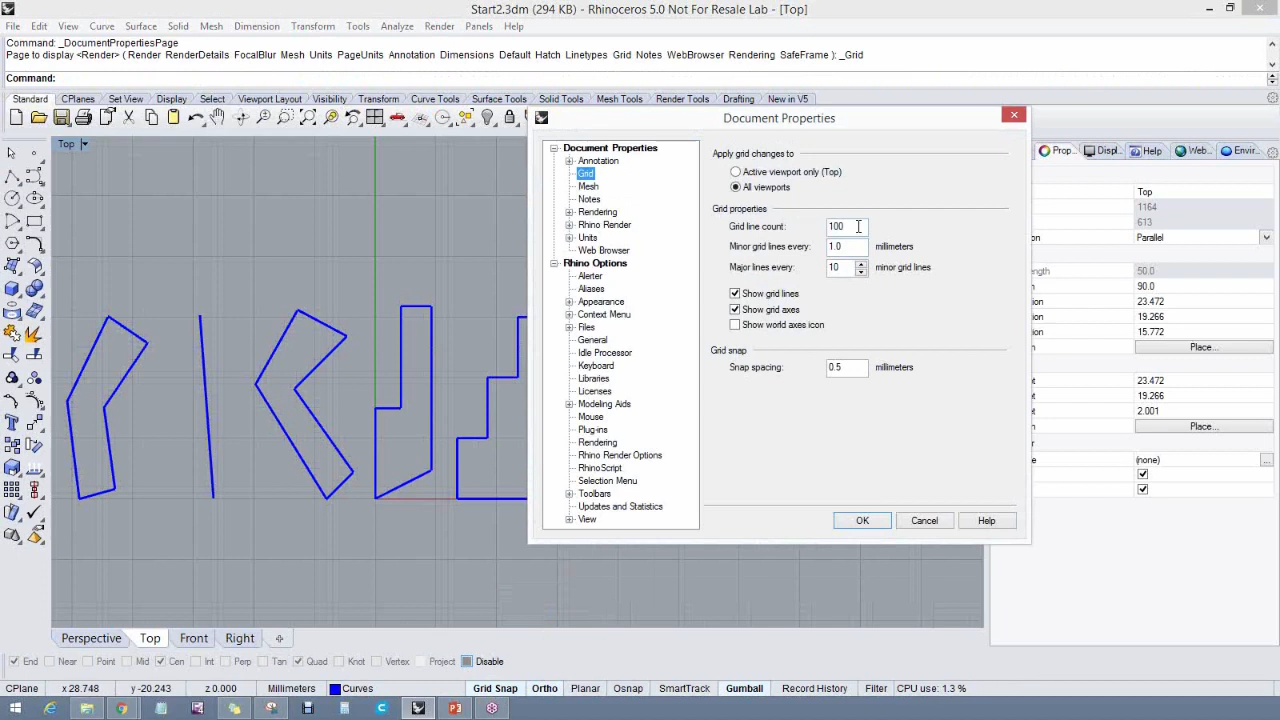 Start2.3dm (294 KB) - Rhinoceros 5.0 Not For Resale Lab - [Top]
File Edit View Curve Surface Solid Mesh Dimension Transform Tools Analyze Render Panels Help
Command: _DocumentPropertiesPage
Page to display <Render> ( Render RenderDetails FocalBlur Mesh Units PageUnits Annotation Dimensions Default Hatch Linetypes Grid Notes WebBrowser Rendering SafeFrame ): _Grid
Command:
Standard CPlanes Set View Display Select Viewport Layout Visibility Transform Curve Tools Surface Tools Solid Tools Mesh Tools Render Tools Drafting New in V5
Top
Document Properties
Document Properties
Annotation
Grid
Mesh
Notes
Rendering
Rhino Render
Units
Web Browser
Rhino Options
Alerter
Aliases
Appearance
Context Menu
Files
General
Idle Processor
Keyboard
Libraries
Licenses
Modeling Aids
Mouse
Plug-ins
Rendering
Rhino Render Options
RhinoScript
Selection Menu
Toolbars
Updates and Statistics
View
Apply grid changes to
Active viewport only (Top)
All viewports
Grid properties
Grid line count: 100
Minor grid lines every: 1.0 millimeters
Major lines every: 10 minor grid lines
Show grid lines
Show grid axes
Show world axes icon
Grid snap
Snap spacing: 0.5 millimeters
OK Cancel Help
Prop... Displ... Help Web... Envir...
Top
1164
613
Parallel
50.0
90.0
23.472
19.266
15.772
Place...
23.472
19.266
2.001
Place...
(none) ...
Perspective Top Front Right
End Near Point Mid Cen Int Perp Tan Quad Knot Vertex Project Disable
CPlane x 28.748 y -20.243 z 0.000 Millimeters Curves Grid Snap Ortho Planar Osnap SmartTrack Gumball Record History Filter CPU use: 1.3 %